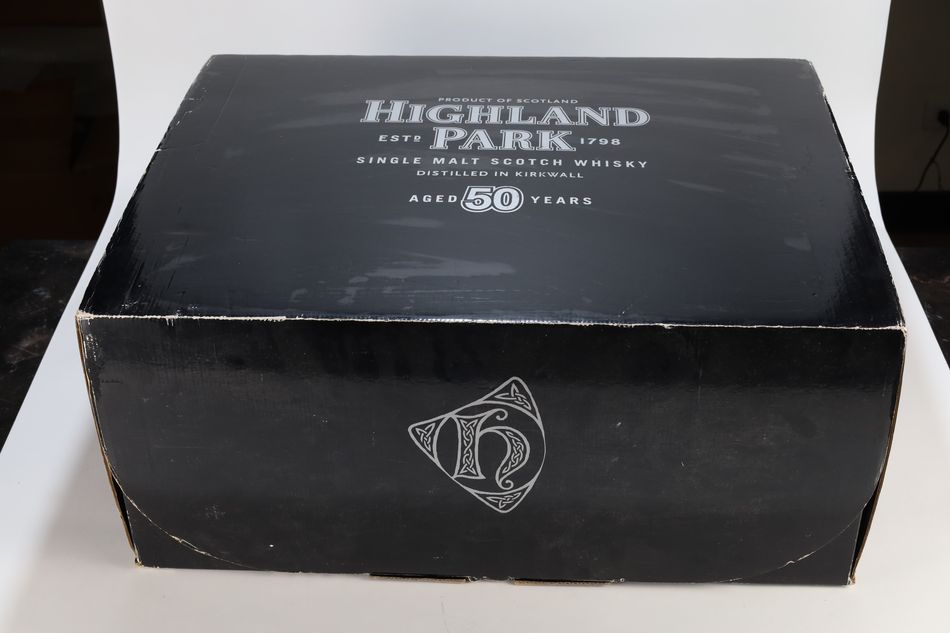 PRODUCT OF SCOTLAND
HIGHLAND
ESTD PARK 1798
SINGLE MALT SCOTCH WHISKY
DISTILLED IN KIRKWALL
AGED 50 YEARS
H